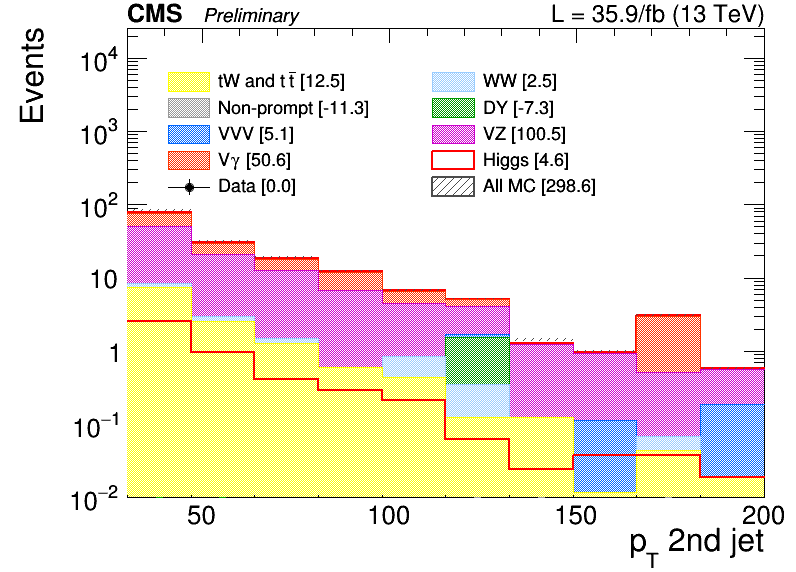 CMS Preliminary L = 35.9/fb (13 TeV)
Events
tW and tt̄ [12.5] WW [2.5]
Non-prompt [-11.3] DY [-7.3]
VVV [5.1] VZ [100.5]
Vγ [50.6] Higgs [4.6]
Data [0.0] All MC [298.6]
10⁴
10³
10²
10
1
10⁻¹
10⁻²
50 100 150 200
p_T 2nd jet